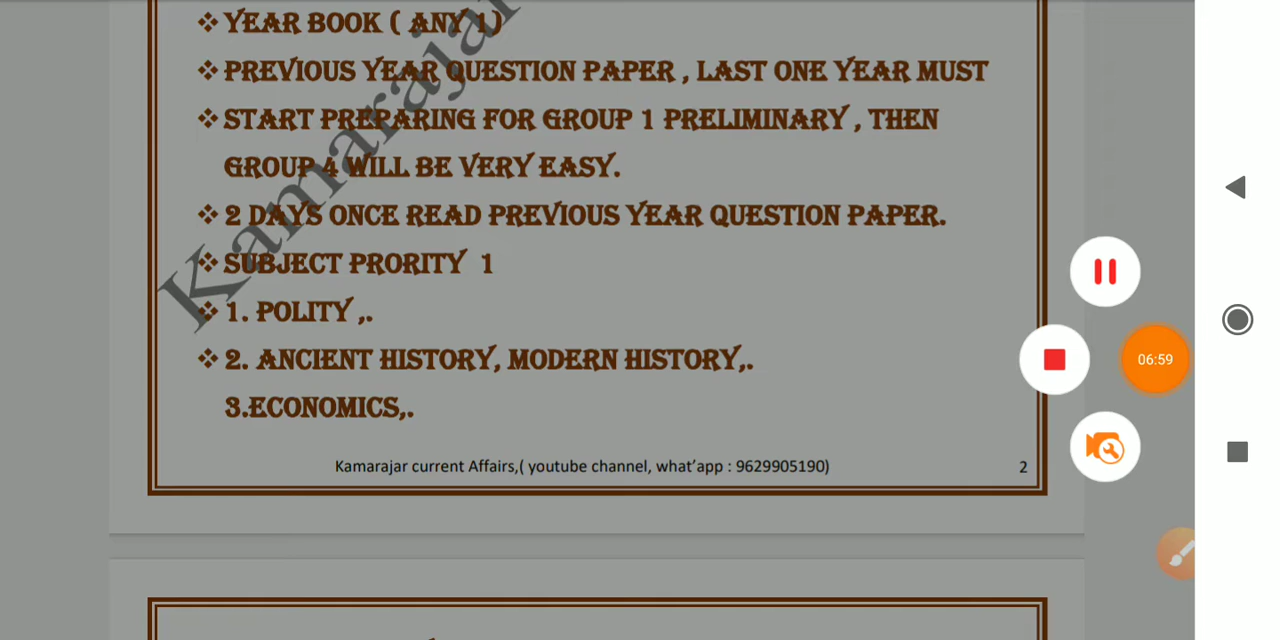 ❖ YEAR BOOK ( ANY 1)
❖ PREVIOUS YEAR QUESTION PAPER , LAST ONE YEAR MUST
❖ START PREPARING FOR GROUP 1 PRELIMINARY , THEN
GROUP 4 WILL BE VERY EASY.
❖ 2 DAYS ONCE READ PREVIOUS YEAR QUESTION PAPER.
❖ SUBJECT PRORITY 1
❖ 1. POLITY ,.
❖ 2. ANCIENT HISTORY, MODERN HISTORY,.
3.ECONOMICS,.
Kamarajar current Affairs,( youtube channel, what'app : 9629905190) 2
Kamaraja
06:59